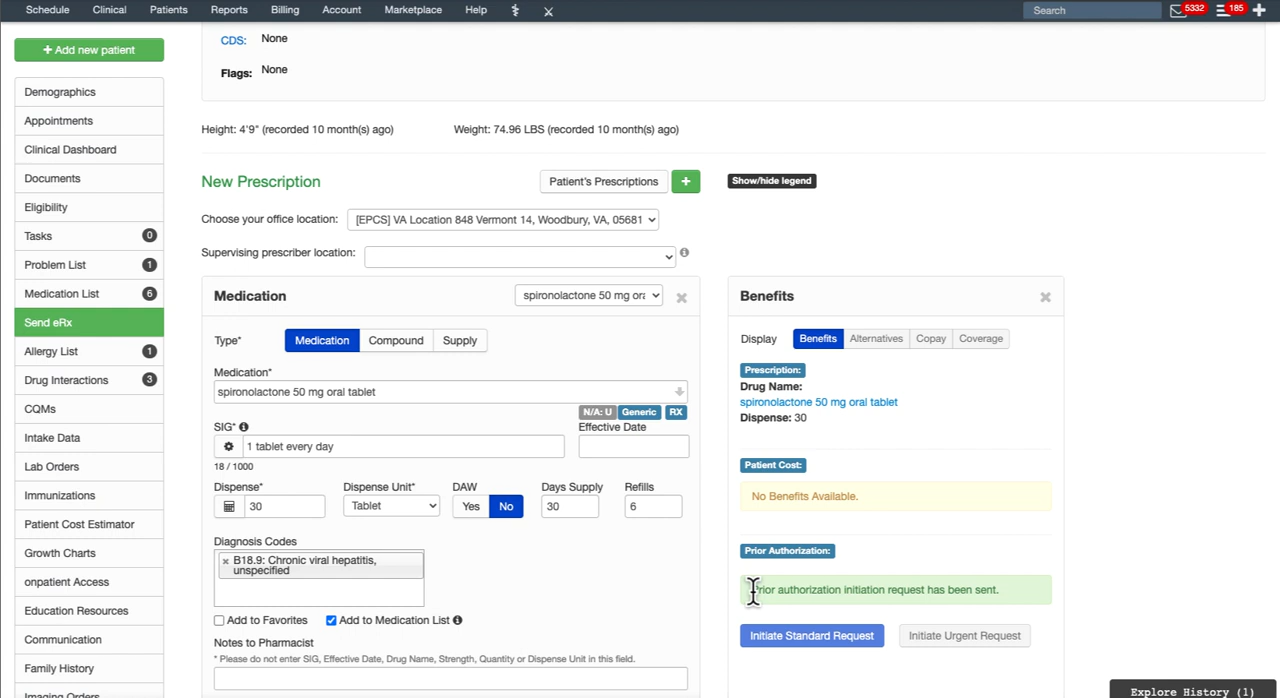 Schedule Clinical Patients Reports Billing Account Marketplace Help Search 5332 185
+ Add new patient
Demographics
Appointments
Clinical Dashboard
Documents
Eligibility
Tasks 0
Problem List 1
Medication List 6
Send eRx
Allergy List 1
Drug Interactions 3
CQMs
Intake Data
Lab Orders
Immunizations
Patient Cost Estimator
Growth Charts
onpatient Access
Education Resources
Communication
Family History
Imaging Orders
CDS: None
Flags: None
Height: 4'9" (recorded 10 month(s) ago) Weight: 74.96 LBS (recorded 10 month(s) ago)
New Prescription Patient's Prescriptions + Show/hide legend
Choose your office location: [EPCS] VA Location 848 Vermont 14, Woodbury, VA, 05681
Supervising prescriber location:
Medication spironolactone 50 mg ora
Type* Medication Compound Supply
Medication*
spironolactone 50 mg oral tablet
N/A: U Generic RX
SIG* Effective Date
1 tablet every day
18 / 1000
Dispense* Dispense Unit* DAW Days Supply Refills
30 Tablet Yes No 30 6
Diagnosis Codes
× B18.9: Chronic viral hepatitis,
unspecified
Add to Favorites Add to Medication List
Notes to Pharmacist
* Please do not enter SIG, Effective Date, Drug Name, Strength, Quantity or Dispense Unit in this field.
Benefits
Display Benefits Alternatives Copay Coverage
Prescription:
Drug Name:
spironolactone 50 mg oral tablet
Dispense: 30
Patient Cost:
No Benefits Available.
Prior Authorization:
Prior authorization initiation request has been sent.
Initiate Standard Request Initiate Urgent Request
Explore History (1)